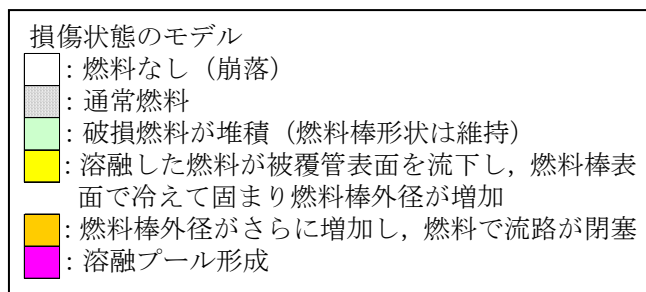 損傷状態のモデル
：燃料なし（崩落）
：通常燃料
：破損燃料が堆積（燃料棒形状は維持）
：溶融した燃料が被覆管表面を流下し，燃料棒表
面で冷えて固まり燃料棒外径が増加
：燃料棒外径がさらに増加し，燃料で流路が閉塞
：溶融プール形成